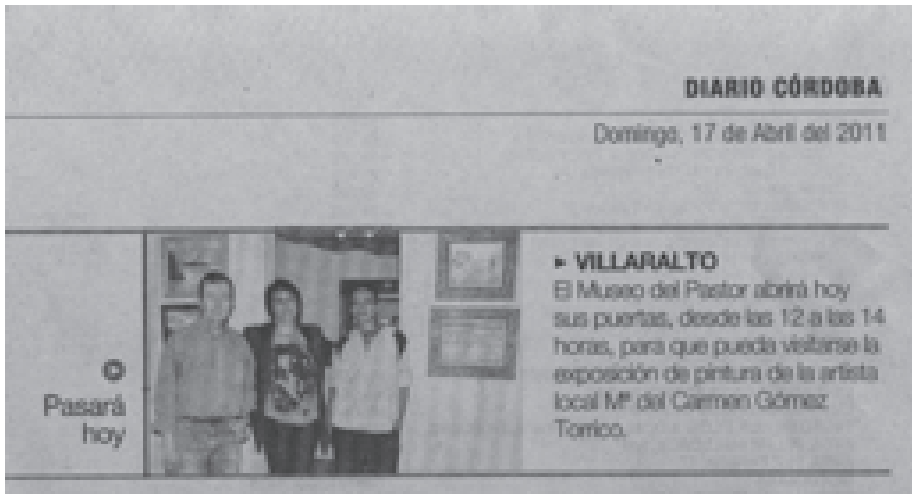 DIARIO CÓRDOBA
Domingo, 17 de Abril del 2011
Pasará
hoy
▸ VILLARALTO
El Museo del Pastor abrirá hoy
sus puertas, desde las 12 a las 14
horas, para que pueda visitarse la
exposición de pintura de la artista
local Mª del Carmen Gómez
Torrico.